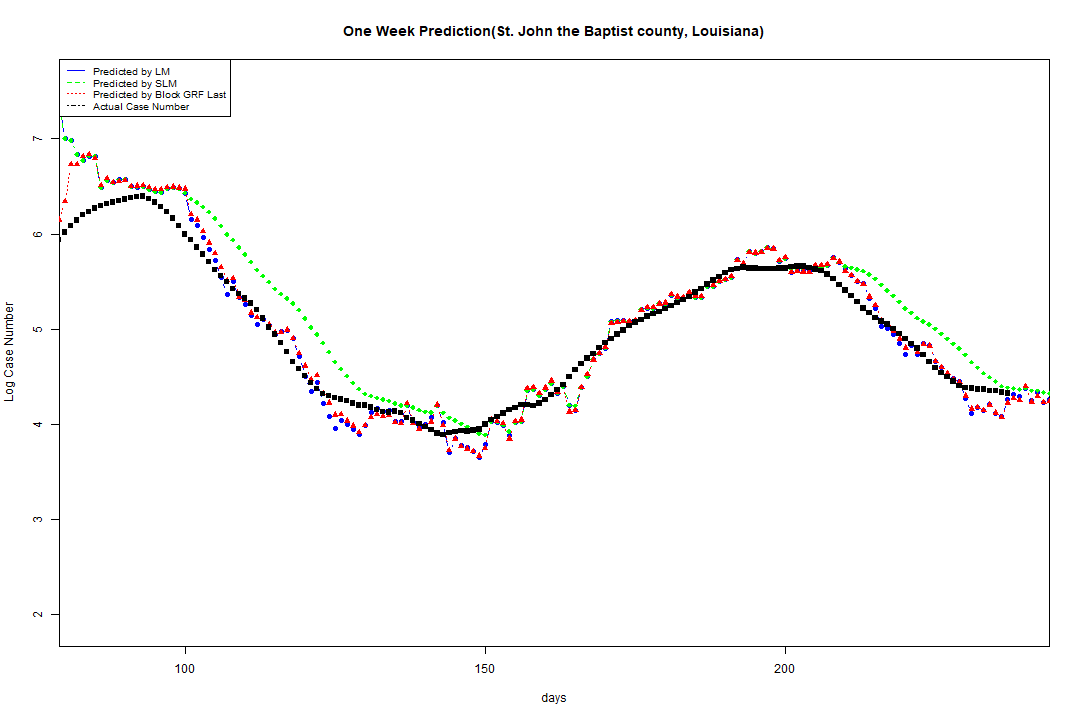 One Week Prediction(St. John the Baptist county, Louisiana)
Predicted by LM
Predicted by SLM
Predicted by Block GRF Last
Actual Case Number
7
6
5
4
3
2
Log Case Number
100 150 200
days